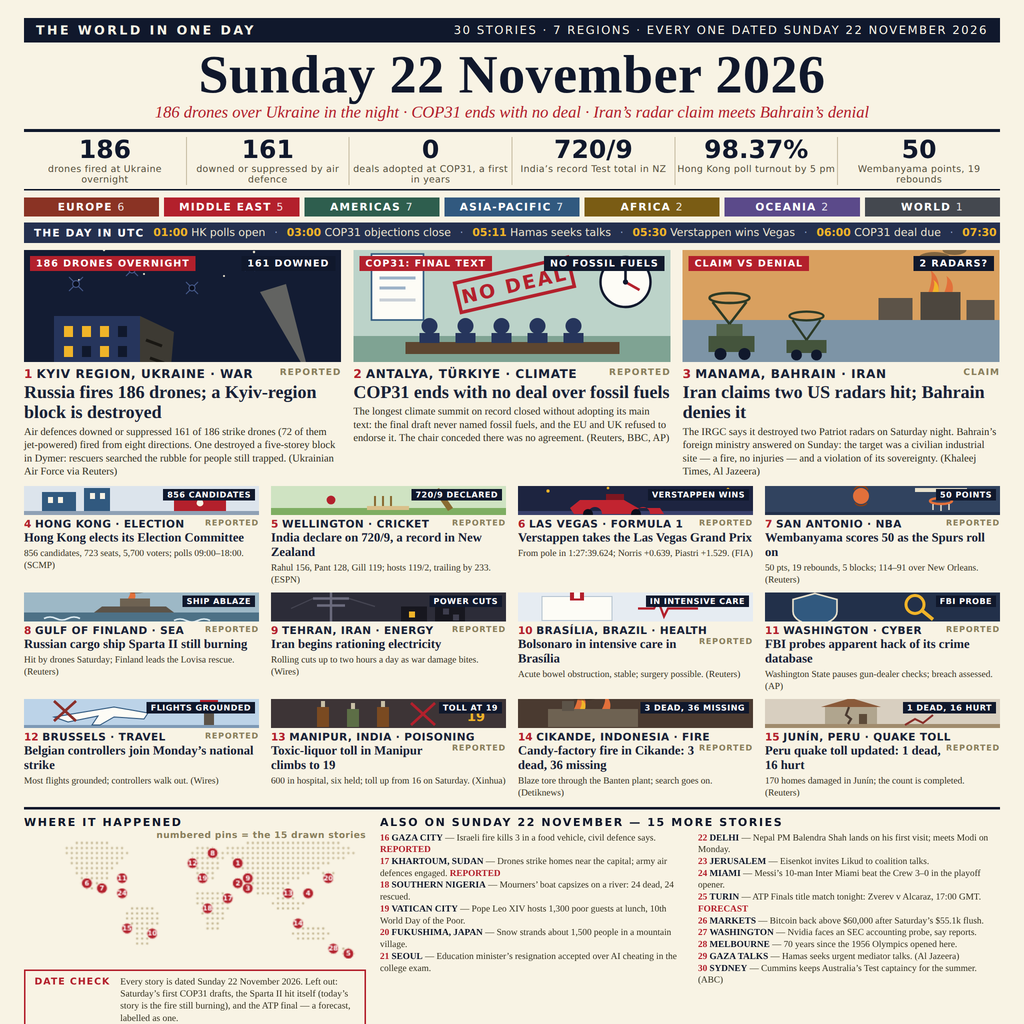 THE WORLD IN ONE DAY
30 STORIES · 7 REGIONS · EVERY ONE DATED SUNDAY 22 NOVEMBER 2026
Sunday 22 November 2026
186 drones over Ukraine in the night · COP31 ends with no deal · Iran’s radar claim meets Bahrain’s denial
186
drones fired at Ukraine
overnight
161
downed or suppressed by air
defence
0
deals adopted at COP31, a first
in years
720/9
India’s record Test total in NZ
98.37%
Hong Kong poll turnout by 5 pm
50
Wembanyama points, 19
rebounds
EUROPE 6
MIDDLE EAST 5
AMERICAS 7
ASIA-PACIFIC 7
AFRICA 2
OCEANIA 2
WORLD 1
THE DAY IN UTC 01:00 HK polls open · 03:00 COP31 objections close · 05:11 Hamas seeks talks · 05:30 Verstappen wins Vegas · 06:00 COP31 deal due · 07:30
186 DRONES OVERNIGHT
161 DOWNED
1 KYIV REGION, UKRAINE · WAR
REPORTED
Russia fires 186 drones; a Kyiv-region
block is destroyed
Air defences downed or suppressed 161 of 186 strike drones (72 of them
jet-powered) fired from eight directions. One destroyed a five-storey block
in Dymer: rescuers searched the rubble for people still trapped. (Ukrainian
Air Force via Reuters)
COP31: FINAL TEXT
NO FOSSIL FUELS
NO DEAL
2 ANTALYA, TÜRKIYE · CLIMATE
REPORTED
COP31 ends with no deal over fossil fuels
The longest climate summit on record closed without adopting its main
text: the final draft never named fossil fuels, and the EU and UK refused to
endorse it. The chair conceded there was no agreement. (Reuters, BBC, AP)
CLAIM VS DENIAL
2 RADARS?
3 MANAMA, BAHRAIN · IRAN
CLAIM
Iran claims two US radars hit; Bahrain
denies it
The IRGC says it destroyed two Patriot radars on Saturday night. Bahrain’s
foreign ministry answered on Sunday: the target was a civilian industrial
site — a fire, no injuries — and a violation of its sovereignty. (Khaleej
Times, Al Jazeera)
856 CANDIDATES
4 HONG KONG · ELECTION
REPORTED
Hong Kong elects its Election Committee
856 candidates, 723 seats, 5,700 voters; polls 09:00–18:00.
(SCMP)
720/9 DECLARED
5 WELLINGTON · CRICKET
REPORTED
India declare on 720/9, a record in New
Zealand
Rahul 156, Pant 128, Gill 119; hosts 119/2, trailing by 233.
(ESPN)
VERSTAPPEN WINS
6 LAS VEGAS · FORMULA 1
REPORTED
Verstappen takes the Las Vegas Grand Prix
From pole in 1:27:39.624; Norris +0.639, Piastri +1.529. (FIA)
50 POINTS
7 SAN ANTONIO · NBA
REPORTED
Wembanyama scores 50 as the Spurs roll
on
50 pts, 19 rebounds, 5 blocks; 114–91 over New Orleans.
(Reuters)
SHIP ABLAZE
8 GULF OF FINLAND · SEA
REPORTED
Russian cargo ship Sparta II still burning
Hit by drones Saturday; Finland leads the Lovisa rescue.
(Reuters)
POWER CUTS
9 TEHRAN, IRAN · ENERGY
REPORTED
Iran begins rationing electricity
Rolling cuts up to two hours a day as war damage bites.
(Wires)
IN INTENSIVE CARE
10 BRASÍLIA, BRAZIL · HEALTH
REPORTED
Bolsonaro in intensive care in
Brasília
Acute bowel obstruction, stable; surgery possible. (Reuters)
FBI PROBE
11 WASHINGTON · CYBER
REPORTED
FBI probes apparent hack of its crime
database
Washington State pauses gun-dealer checks; breach assessed.
(AP)
FLIGHTS GROUNDED
12 BRUSSELS · TRAVEL
REPORTED
Belgian controllers join Monday’s national
strike
Most flights grounded; controllers walk out. (Wires)
TOLL AT 19
19
13 MANIPUR, INDIA · POISONING
REPORTED
Toxic-liquor toll in Manipur
climbs to 19
600 in hospital, six held; toll up from 16 on Saturday. (Xinhua)
3 DEAD, 36 MISSING
14 CIKANDE, INDONESIA · FIRE
REPORTED
Candy-factory fire in Cikande: 3
dead, 36 missing
Blaze tore through the Banten plant; search goes on.
(Detiknews)
1 DEAD, 16 HURT
15 JUNÍN, PERU · QUAKE TOLL
REPORTED
Peru quake toll updated: 1 dead,
16 hurt
170 homes damaged in Junín; the count is completed.
(Reuters)
WHERE IT HAPPENED
numbered pins = the 15 drawn stories
ALSO ON SUNDAY 22 NOVEMBER — 15 MORE STORIES
16 GAZA CITY — Israeli fire kills 3 in a food vehicle, civil defence says.
REPORTED
17 KHARTOUM, SUDAN — Drones strike homes near the capital; army air
defences engaged. REPORTED
18 SOUTHERN NIGERIA — Mourners’ boat capsizes on a river: 24 dead, 24
rescued.
19 VATICAN CITY — Pope Leo XIV hosts 1,300 poor guests at lunch, 10th
World Day of the Poor.
20 FUKUSHIMA, JAPAN — Snow strands about 1,500 people in a mountain
village.
21 SEOUL — Education minister’s resignation accepted over AI cheating in the
college exam.
22 DELHI — Nepal PM Balendra Shah lands on his first visit; meets Modi on
Monday.
23 JERUSALEM — Eisenkot invites Likud to coalition talks.
24 MIAMI — Messi’s 10-man Inter Miami beat the Crew 3–0 in the playoff
opener.
25 TURIN — ATP Finals title match tonight: Zverev v Alcaraz, 17:00 GMT.
FORECAST
26 MARKETS — Bitcoin back above $60,000 after Saturday’s $55.1k flush.
27 WASHINGTON — Nvidia faces an SEC accounting probe, say reports.
28 MELBOURNE — 70 years since the 1956 Olympics opened here.
29 GAZA TALKS — Hamas seeks urgent mediator talks. (Al Jazeera)
30 SYDNEY — Cummins keeps Australia’s Test captaincy for the summer.
(ABC)
DATE CHECK
Every story is dated Sunday 22 November 2026. Left out:
Saturday’s first COP31 drafts, the Sparta II hit itself (today’s
story is the fire still burning), and the ATP final — a forecast,
labelled as one.